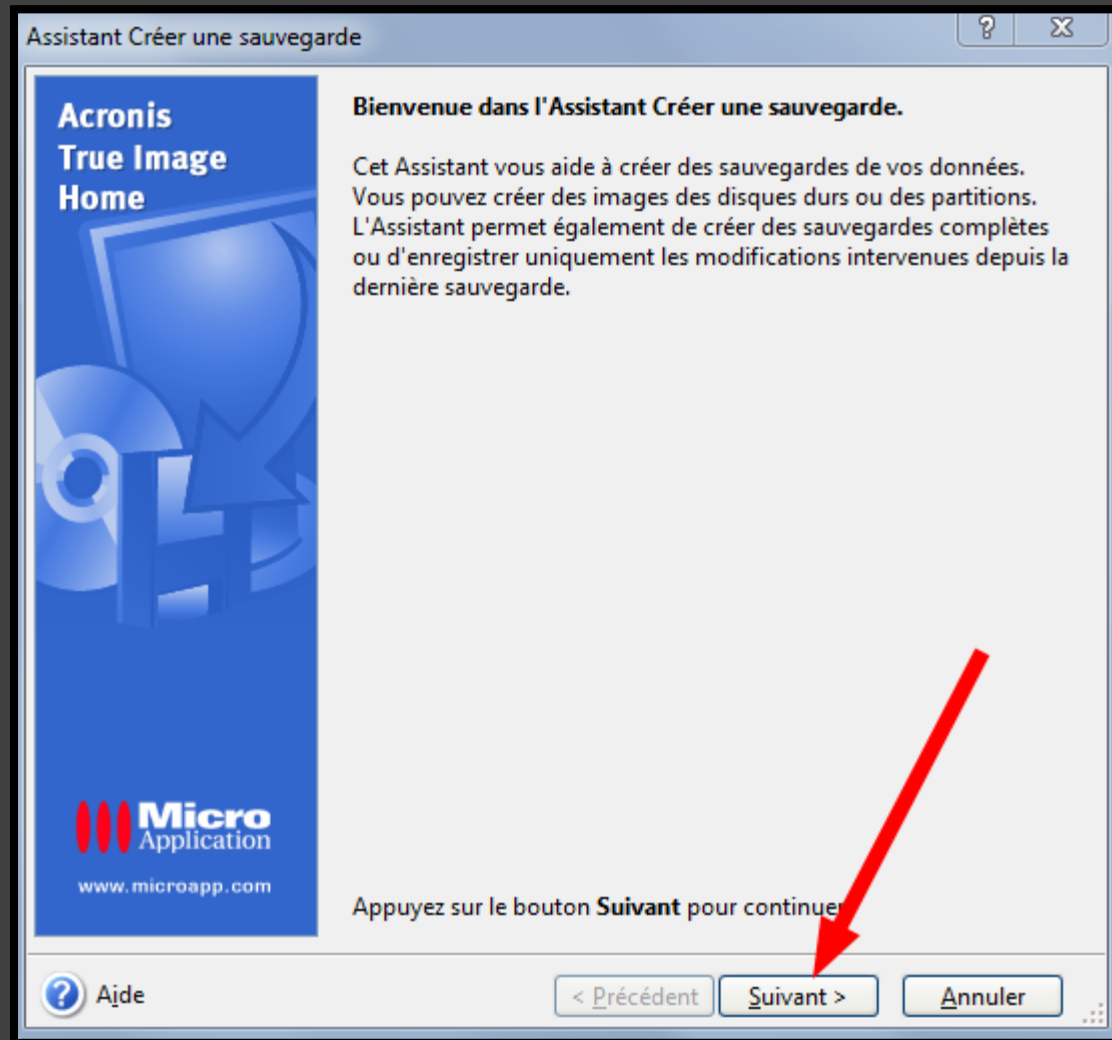 Assistant Créer une sauvegarde
Acronis
True Image
Home
Bienvenue dans l'Assistant Créer une sauvegarde.
Cet Assistant vous aide à créer des sauvegardes de vos données.
Vous pouvez créer des images des disques durs ou des partitions.
L'Assistant permet également de créer des sauvegardes complètes
ou d'enregistrer uniquement les modifications intervenues depuis la
dernière sauvegarde.
Micro
Application
www.microapp.com
Appuyez sur le bouton Suivant pour continuer
Aide
< Précédent
Suivant >
Annuler